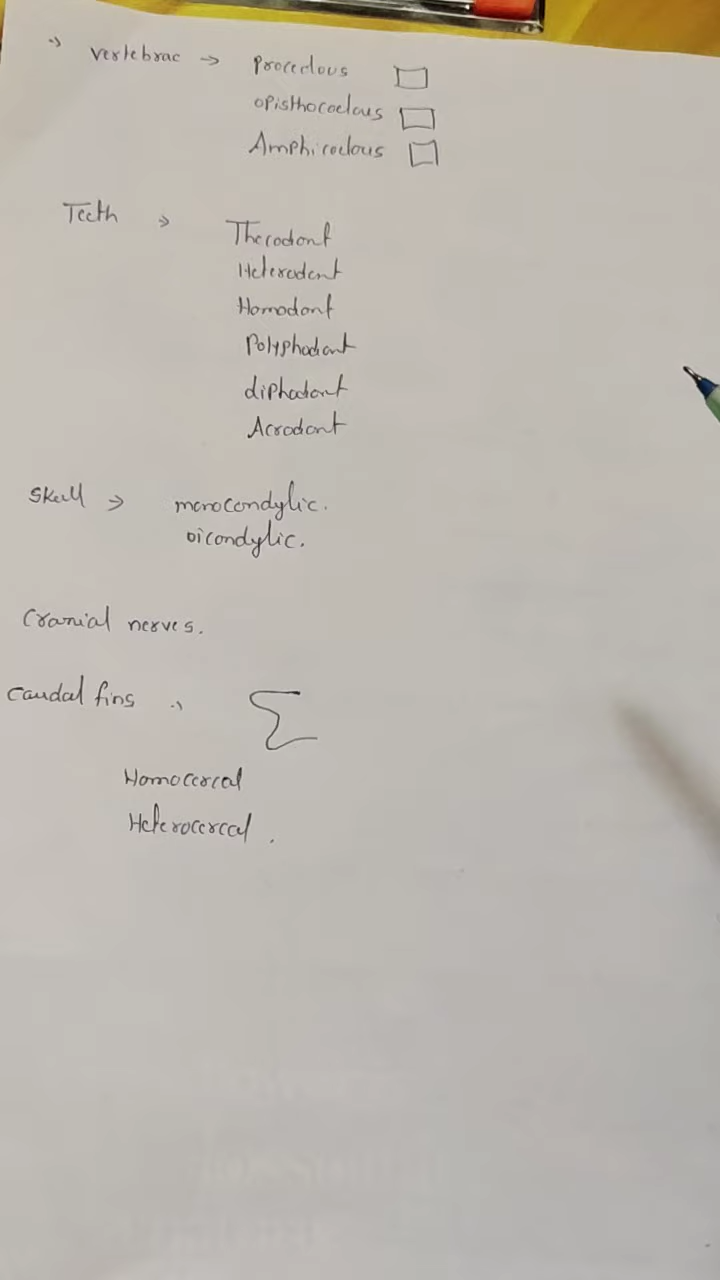 → vertebrae → Procoelous
opisthocoelous
Amphicoelous
Teeth → Thecodont
Heterodont
Homodont
Polyphodont
diphodont
Acrodont
Skull → monocondylic.
Dicondylic.
Cranial nerves.
Caudal fins →
Homocercal
Heterocercal.